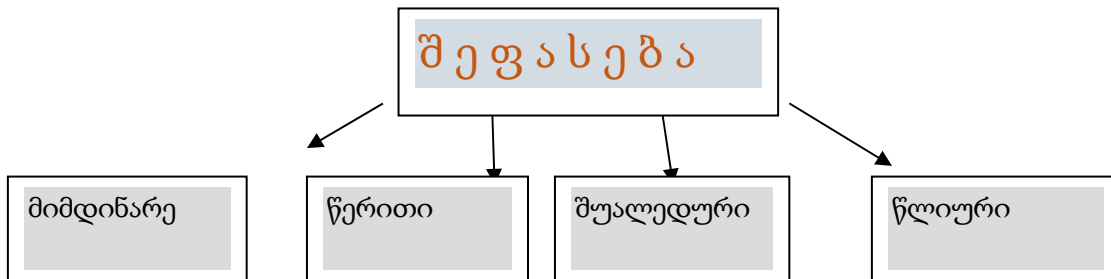 შ ე ფ ა ს ე ბ ა
მიმდინარე
წერითი
შუალედური
წლიური